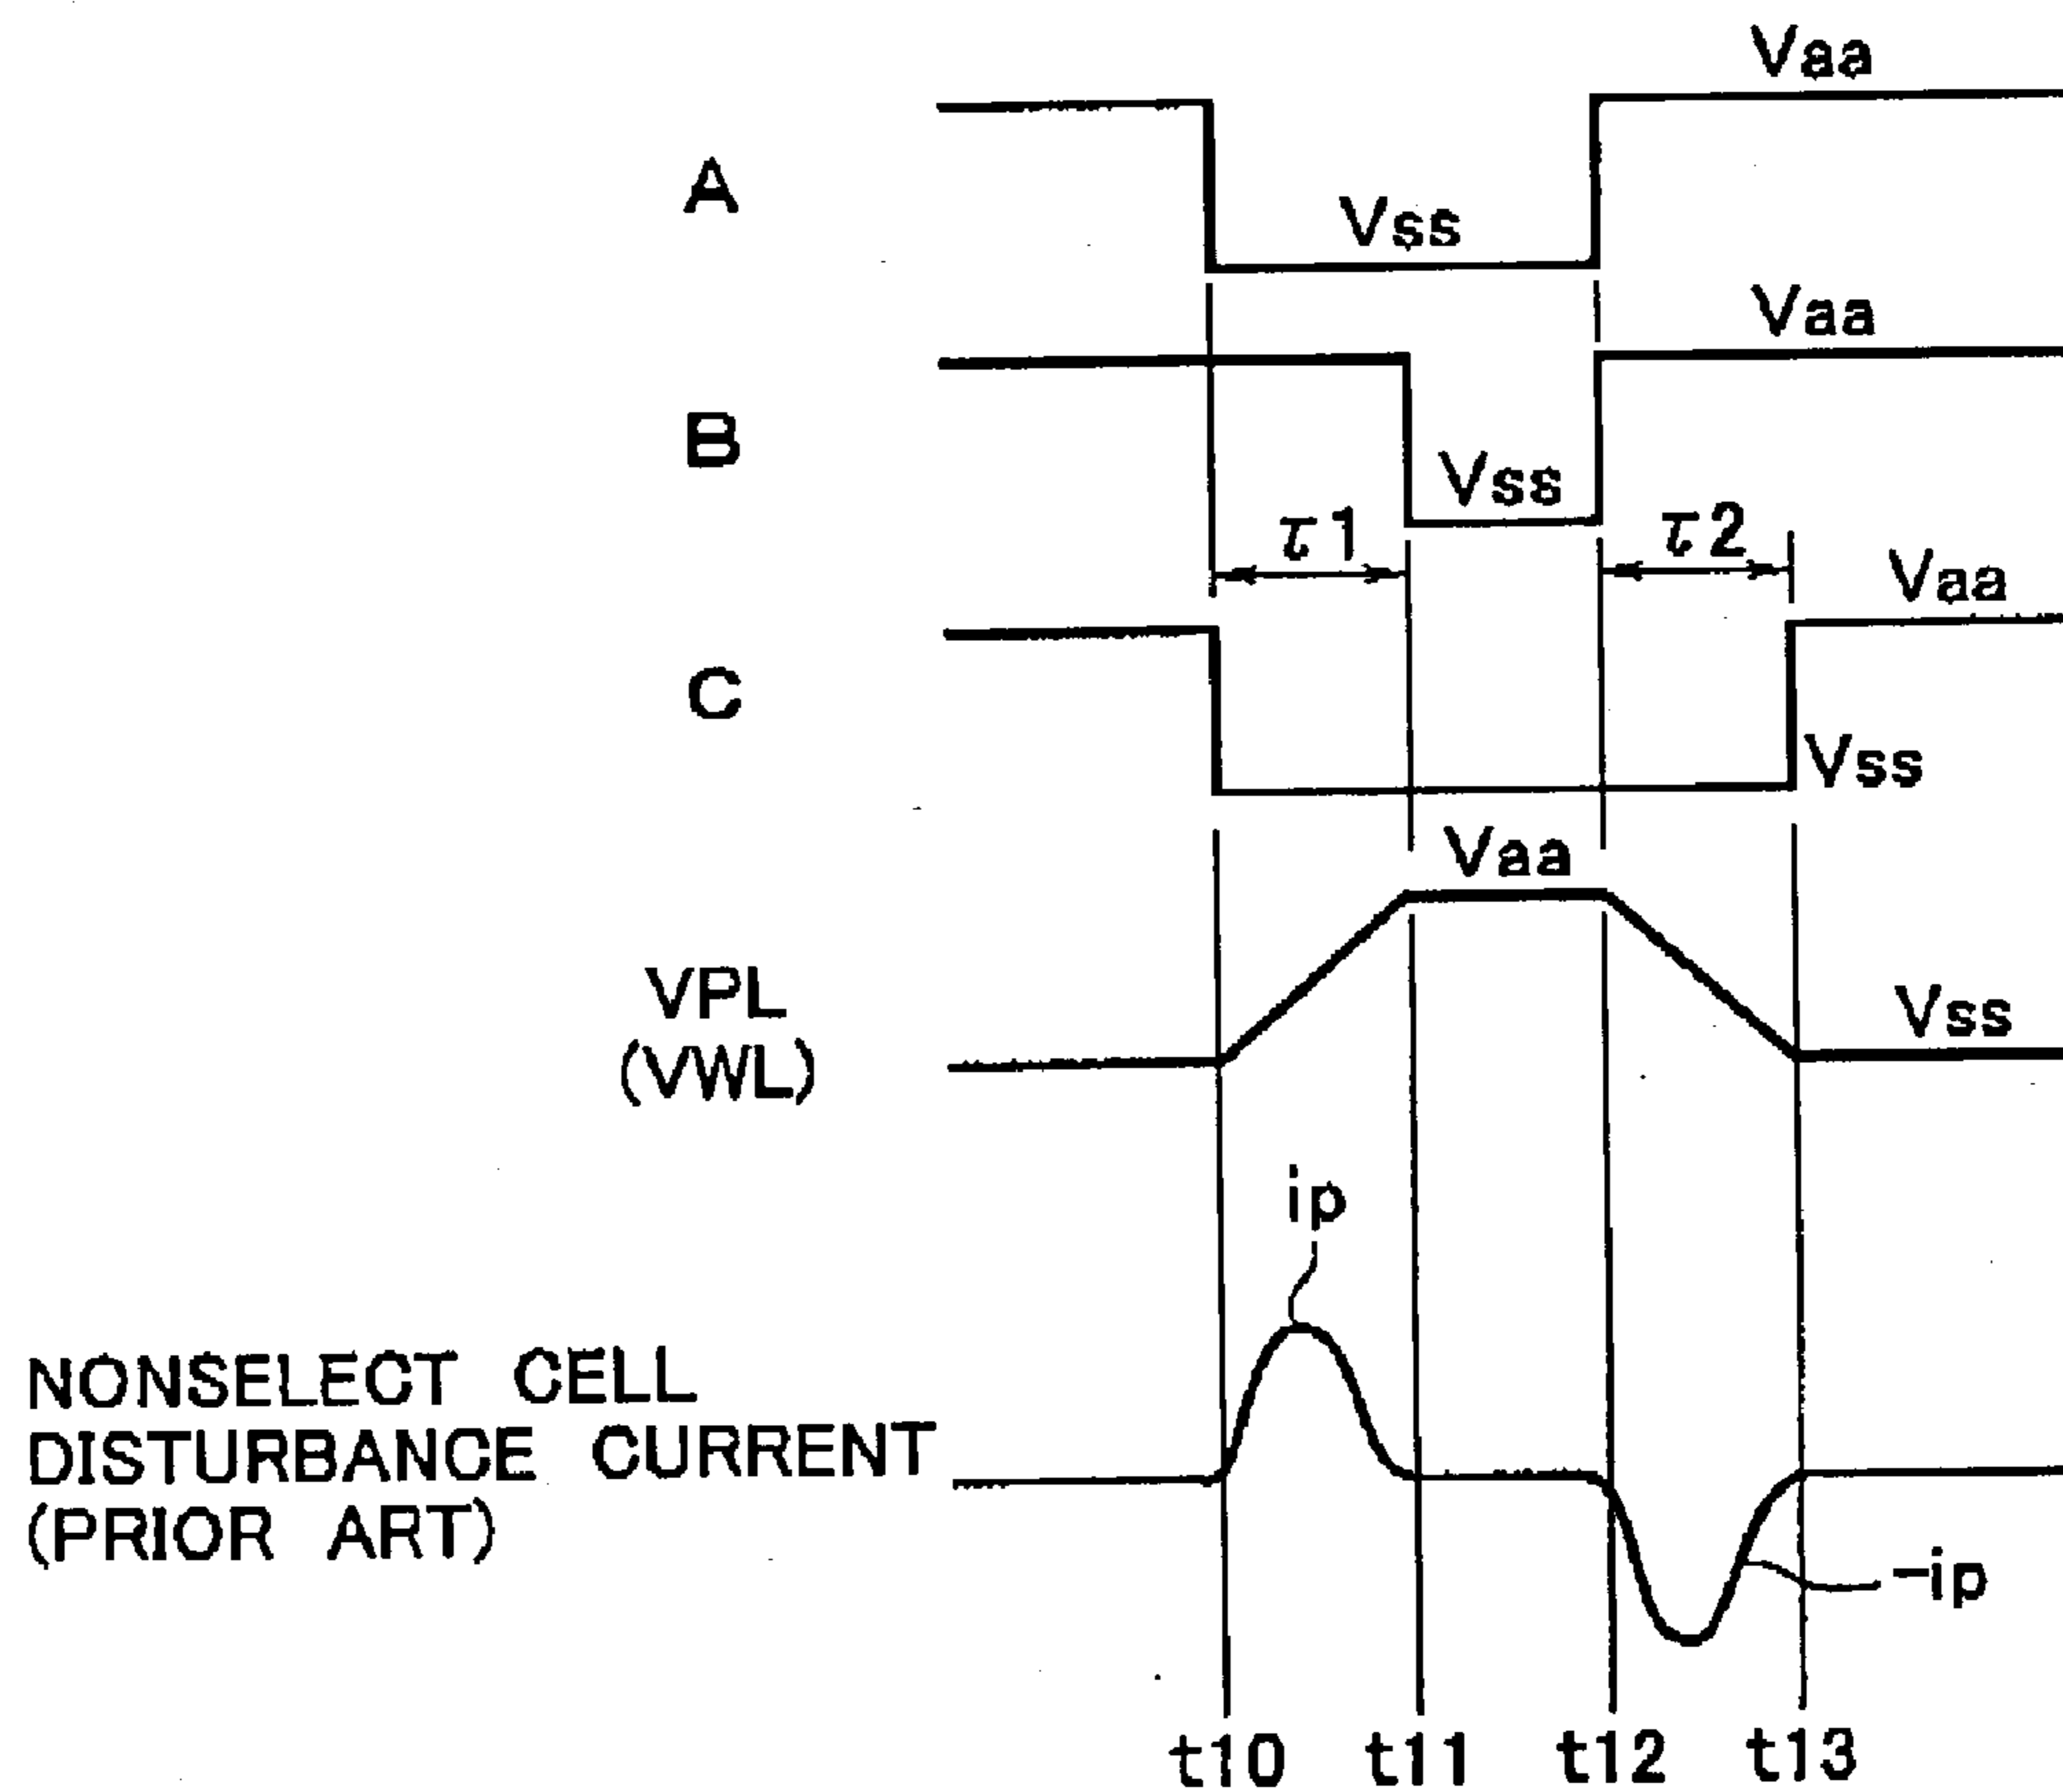 Vaa
A
Vss
Vaa
B
Vss
τ1
τ2
Vaa
C
Vss
Vaa
VPL
(VWL)
Vss
ip
NONSELECT CELL
DISTURBANCE CURRENT
(PRIOR ART)
-ip
t10 t11 t12 t13